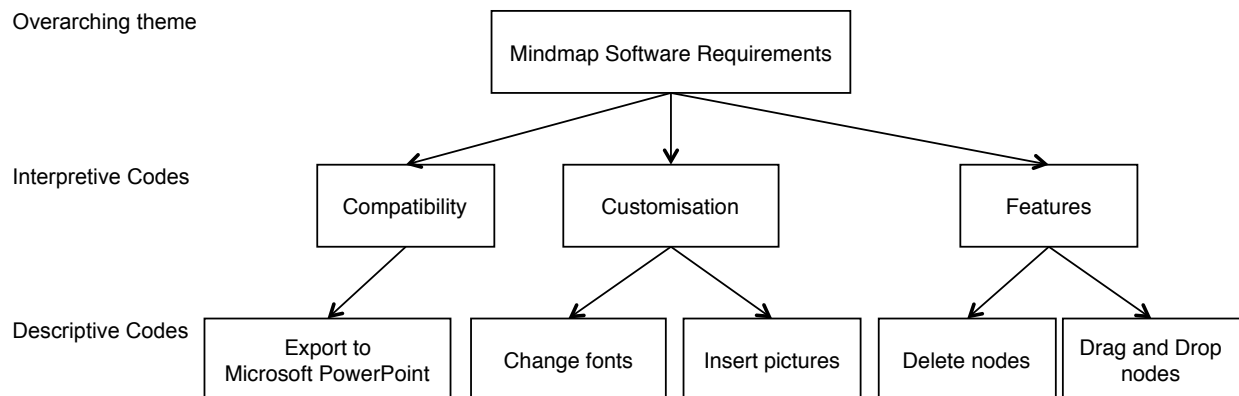 Overarching theme
Mindmap Software Requirements
Interpretive Codes
Compatibility
Customisation
Features
Descriptive Codes
Export to
Microsoft PowerPoint
Change fonts
Insert pictures
Delete nodes
Drag and Drop
nodes